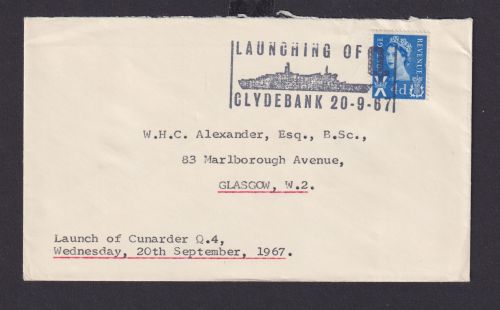 LAUNCHING OF
CLYDEBANK 20-9-67
REVENUE
4d
W.H.C. Alexander, Esq., B.Sc.,
83 Marlborough Avenue,
GLASGOW, W.2.
Launch of Cunarder Q.4,
Wednesday, 20th September, 1967.